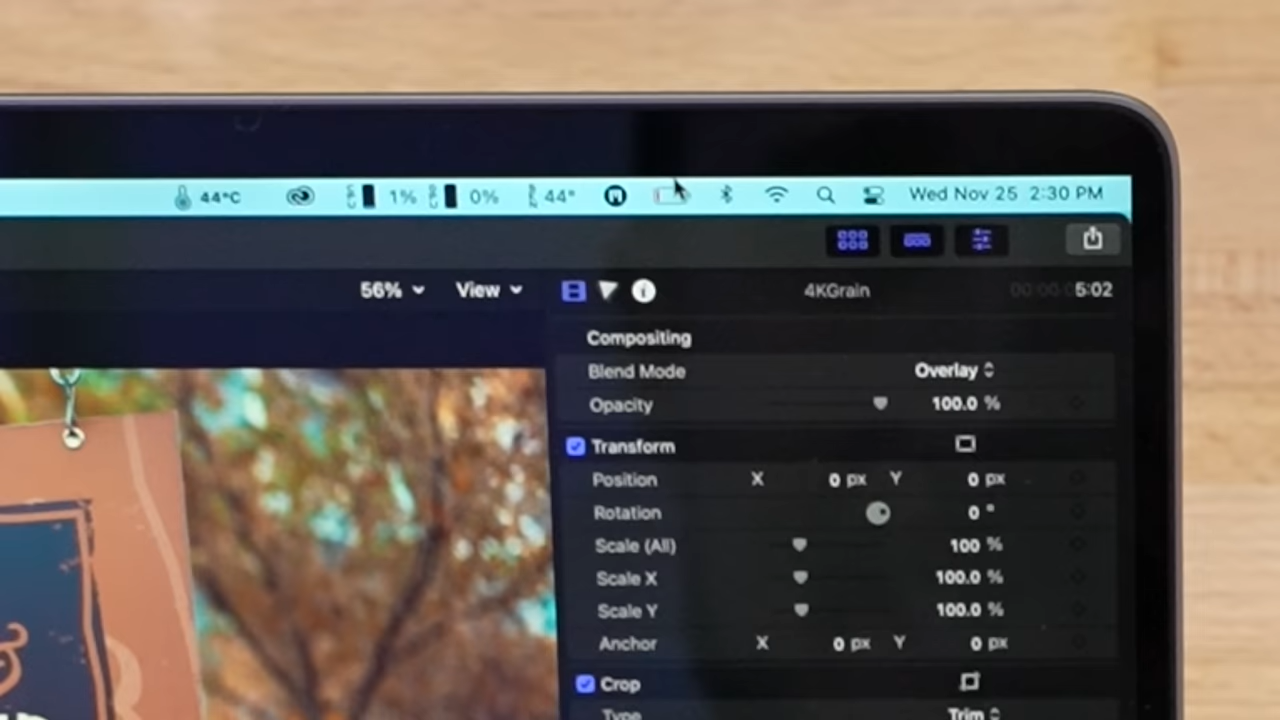 44°C 1% 0% 44° Wed Nov 25 2:30 PM
56% View 4KGrain 5:02
Compositing
Blend Mode Overlay
Opacity 100.0 %
Transform
Position X 0 px Y 0 px
Rotation 0 °
Scale (All) 100 %
Scale X 100.0 %
Scale Y 100.0 %
Anchor X 0 px Y 0 px
Crop
Type Trim